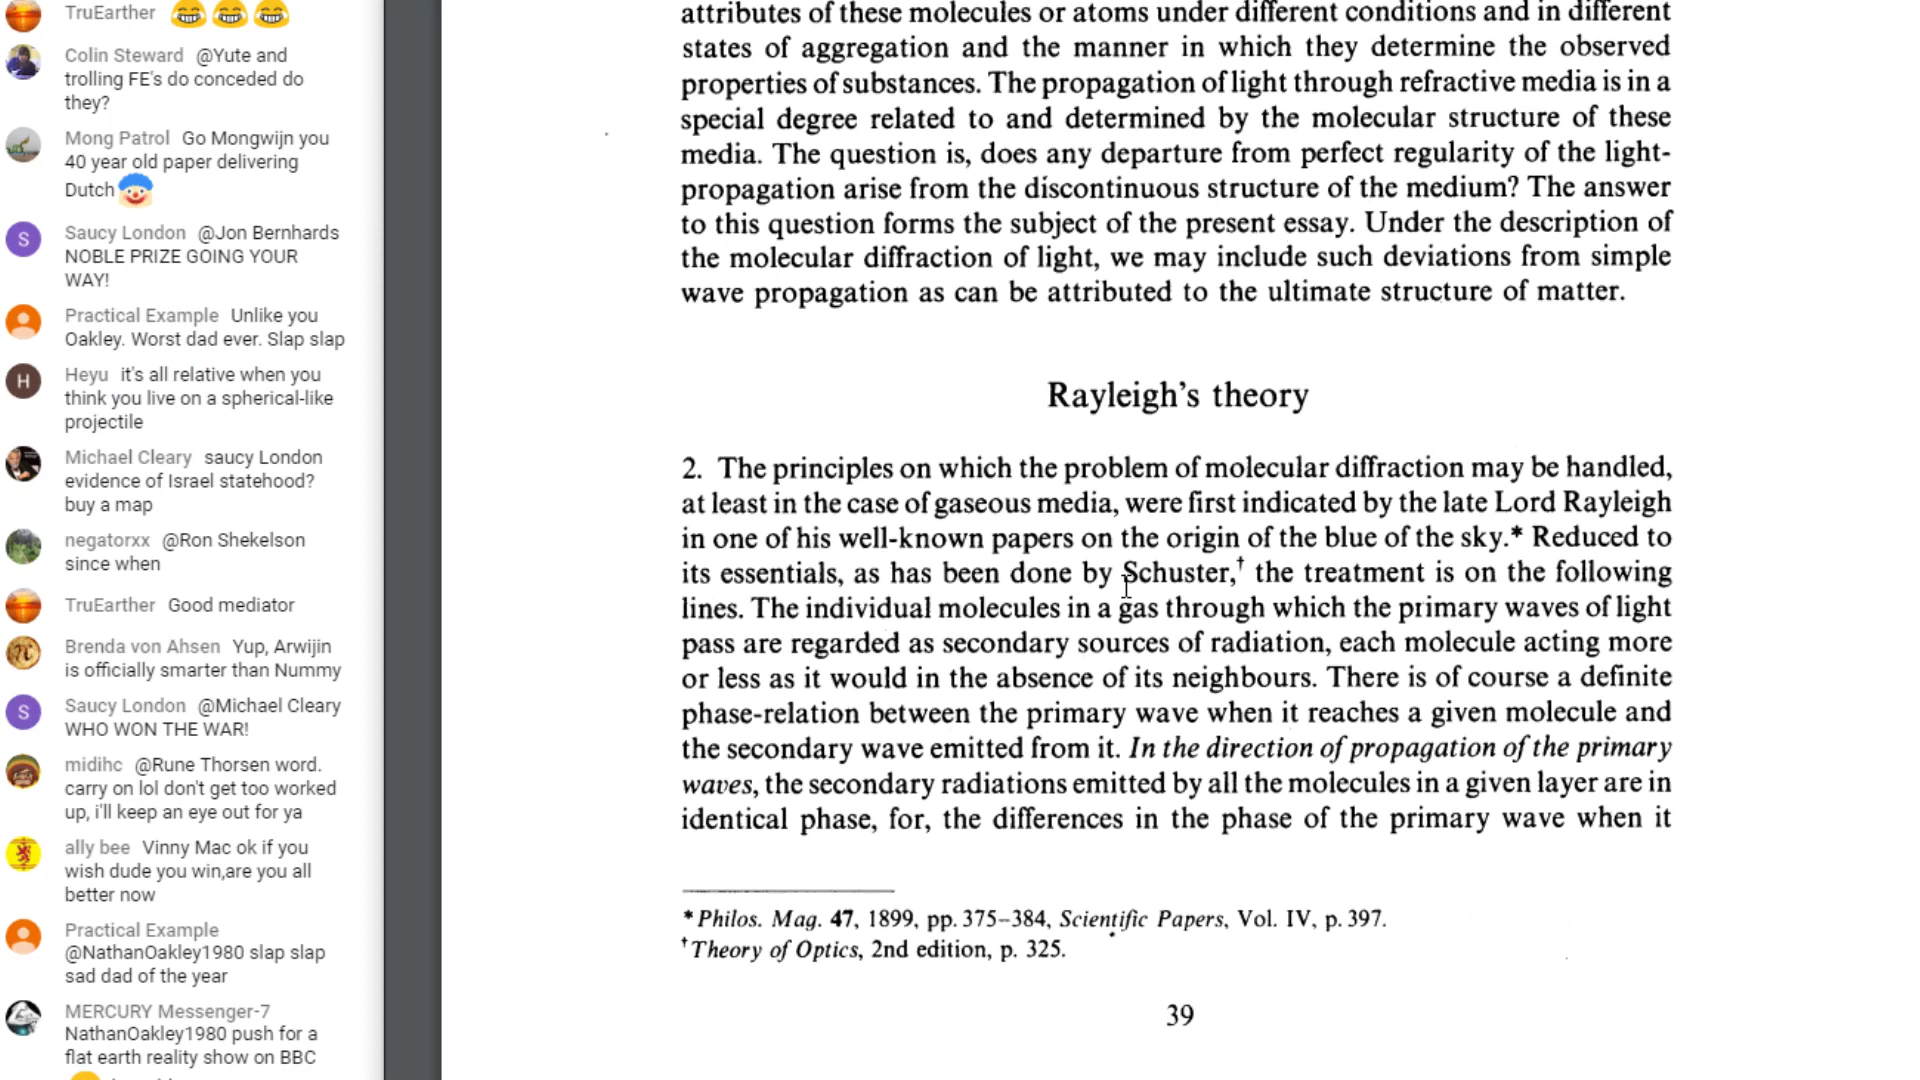 TruEarther
Colin Steward @Yute and
trolling FE's do conceded do
they?
Mong Patrol Go Mongwijn you
40 year old paper delivering
Dutch
S
Saucy London @Jon Bernhards
NOBLE PRIZE GOING YOUR
WAY!
Practical Example Unlike you
Oakley. Worst dad ever. Slap slap
H
Heyu it's all relative when you
think you live on a spherical-like
projectile
Michael Cleary saucy London
evidence of Israel statehood?
buy a map
negatorxx @Ron Shekelson
since when
TruEarther Good mediator
Brenda von Ahsen Yup, Arwijin
is officially smarter than Nummy
S
Saucy London @Michael Cleary
WHO WON THE WAR!
midihc @Rune Thorsen word.
carry on lol don't get too worked
up, i'll keep an eye out for ya
ally bee Vinny Mac ok if you
wish dude you win,are you all
better now
Practical Example
@NathanOakley1980 slap slap
sad dad of the year
MERCURY Messenger-7
NathanOakley1980 push for a
flat earth reality show on BBC
attributes of these molecules or atoms under different conditions and in different
states of aggregation and the manner in which they determine the observed
properties of substances. The propagation of light through refractive media is in a
special degree related to and determined by the molecular structure of these
media. The question is, does any departure from perfect regularity of the light-
propagation arise from the discontinuous structure of the medium? The answer
to this question forms the subject of the present essay. Under the description of
the molecular diffraction of light, we may include such deviations from simple
wave propagation as can be attributed to the ultimate structure of matter.
Rayleigh's theory
2. The principles on which the problem of molecular diffraction may be handled,
at least in the case of gaseous media, were first indicated by the late Lord Rayleigh
in one of his well-known papers on the origin of the blue of the sky.* Reduced to
its essentials, as has been done by Schuster,† the treatment is on the following
lines. The individual molecules in a gas through which the primary waves of light
pass are regarded as secondary sources of radiation, each molecule acting more
or less as it would in the absence of its neighbours. There is of course a definite
phase-relation between the primary wave when it reaches a given molecule and
the secondary wave emitted from it. In the direction of propagation of the primary
waves, the secondary radiations emitted by all the molecules in a given layer are in
identical phase, for, the differences in the phase of the primary wave when it
*Philos. Mag. 47, 1899, pp. 375–384, Scientific Papers, Vol. IV, p. 397.
†Theory of Optics, 2nd edition, p. 325.
39